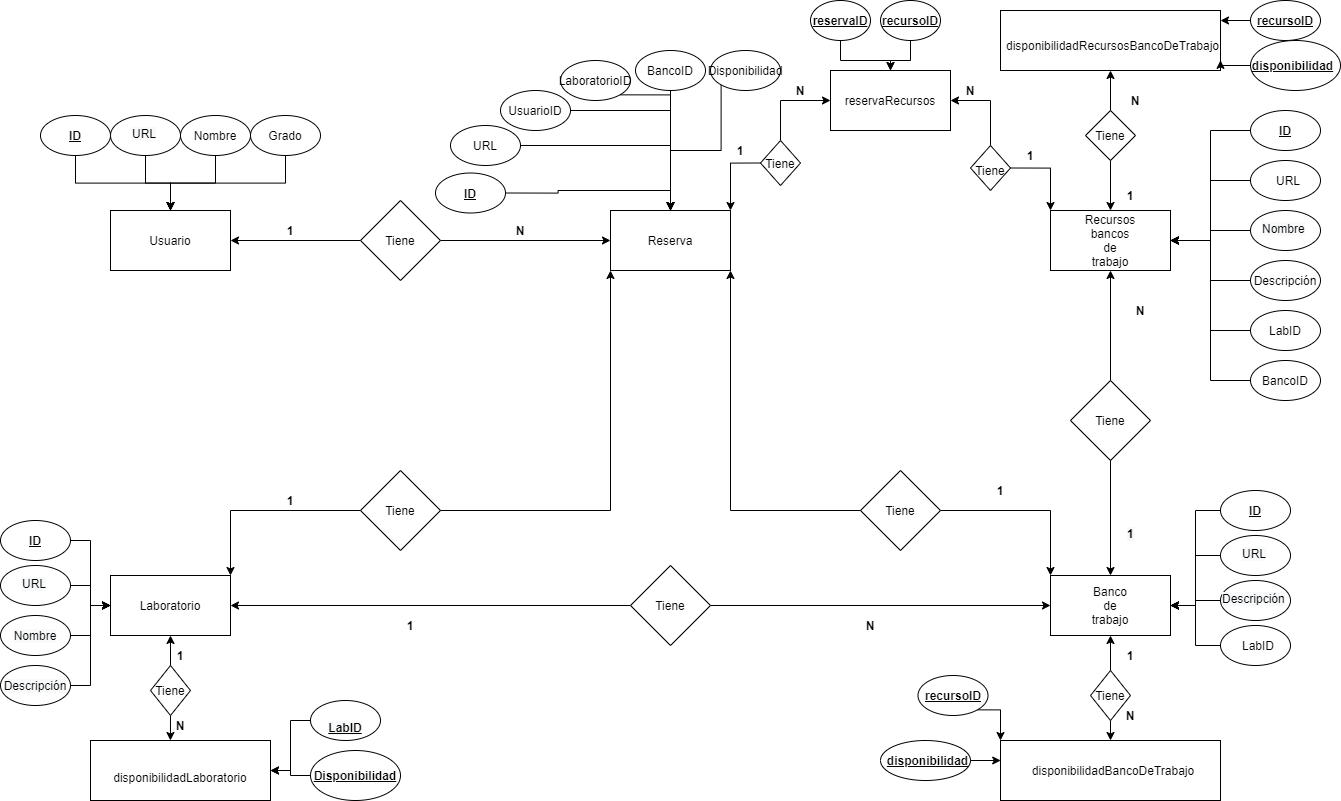 reservaID
recursoID
recursoID
disponibilidadRecursosBancoDeTrabajo
disponibilidad
LaboratorioID
BancoID
Disponibilidad
UsuarioID
URL
ID
reservaRecursos
N
N
N
Tiene
1
1
Tiene
Tiene
1
ID
URL
Nombre
Grado
Usuario
1
Tiene
N
Reserva
Recursos
bancos
de
trabajo
ID
URL
Nombre
Descripción
LabID
BancoID
N
Tiene
1
1
Tiene
Tiene
1
ID
URL
Nombre
Descripción
Laboratorio
1
Tiene
N
Banco
de
trabajo
ID
URL
Descripción
LabID
1
Tiene
N
disponibilidadLaboratorio
LabID
Disponibilidad
1
Tiene
N
recursoID
disponibilidad
disponibilidadBancoDeTrabajo